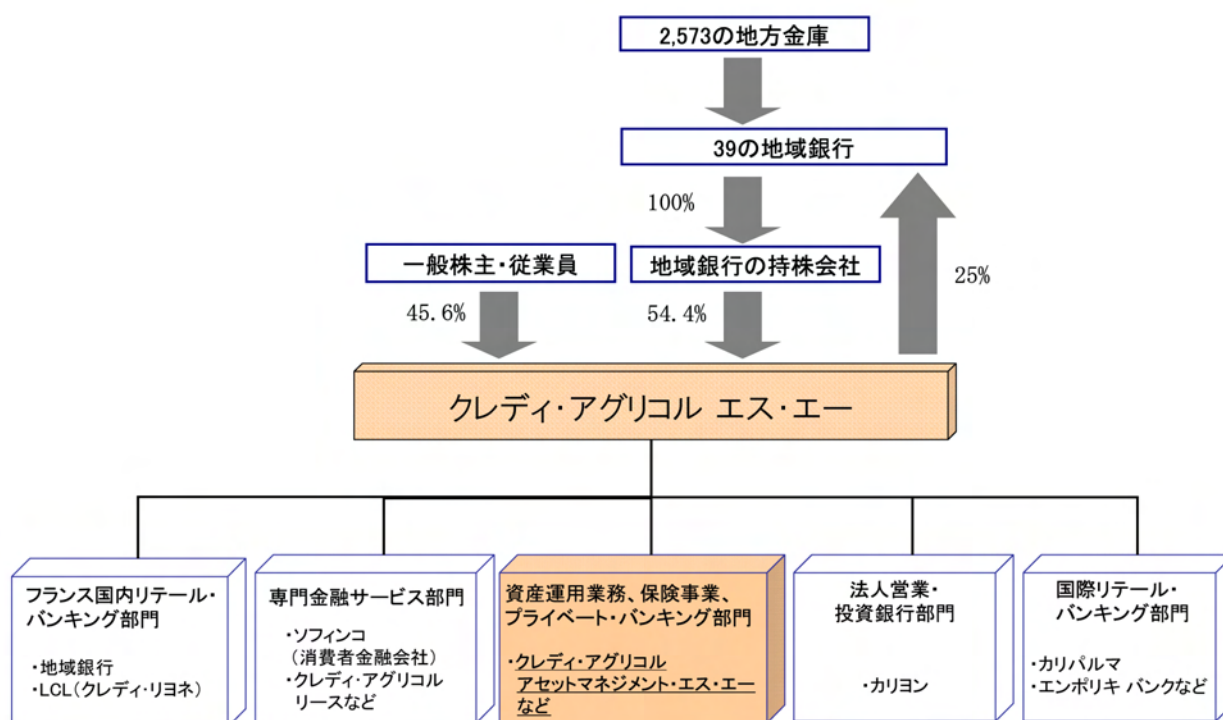 2,573の地方金庫
39の地域銀行
100%
一般株主・従業員
地域銀行の持株会社
25%
45.6%
54.4%
クレディ・アグリコル エス・エー
フランス国内リテール・
バンキング部門
・地域銀行
・LCL(クレディ・リヨネ)
専門金融サービス部門
・ソフィンコ
(消費者金融会社)
・クレディ・アグリコル
リースなど
資産運用業務、保険事業、
プライベート・バンキング部門
・クレディ・アグリコル
アセットマネジメント・エス・エー
など
法人営業・
投資銀行部門
・カリヨン
国際リテール・
バンキング部門
・カリパルマ
・エンポリキ バンクなど